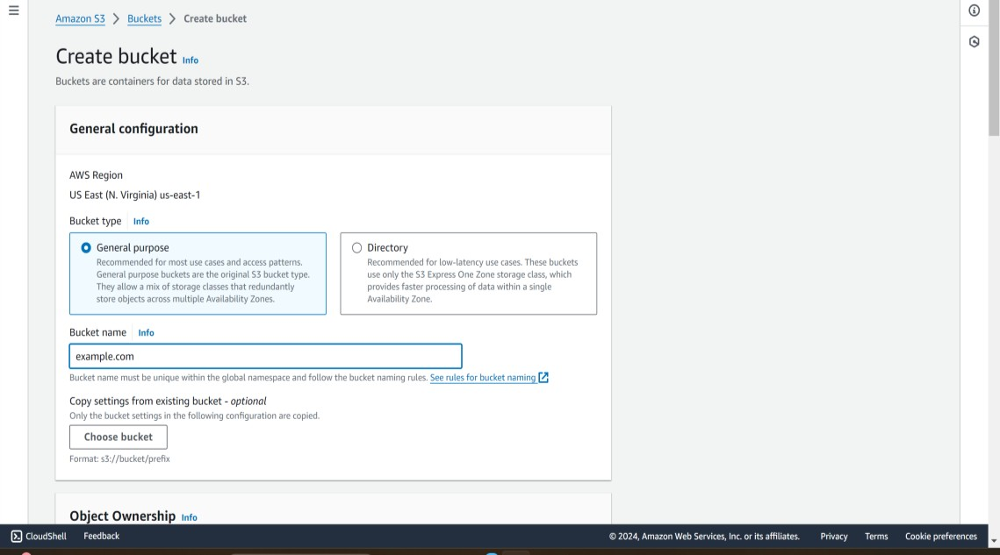 Amazon S3 > Buckets > Create bucket
Create bucket Info
Buckets are containers for data stored in S3.
General configuration
AWS Region
US East (N. Virginia) us-east-1
Bucket type Info
General purpose
Recommended for most use cases and access patterns.
General purpose buckets are the original S3 bucket type.
They allow a mix of storage classes that redundantly
store objects across multiple Availability Zones.
Directory
Recommended for low-latency use cases. These buckets
use only the S3 Express One Zone storage class, which
provides faster processing of data within a single
Availability Zone.
Bucket name Info
example.com
Bucket name must be unique within the global namespace and follow the bucket naming rules. See rules for bucket naming
Copy settings from existing bucket - optional
Only the bucket settings in the following configuration are copied.
Choose bucket
Format: s3://bucket/prefix
Object Ownership Info
CloudShell Feedback © 2024, Amazon Web Services, Inc. or its affiliates. Privacy Terms Cookie preferences